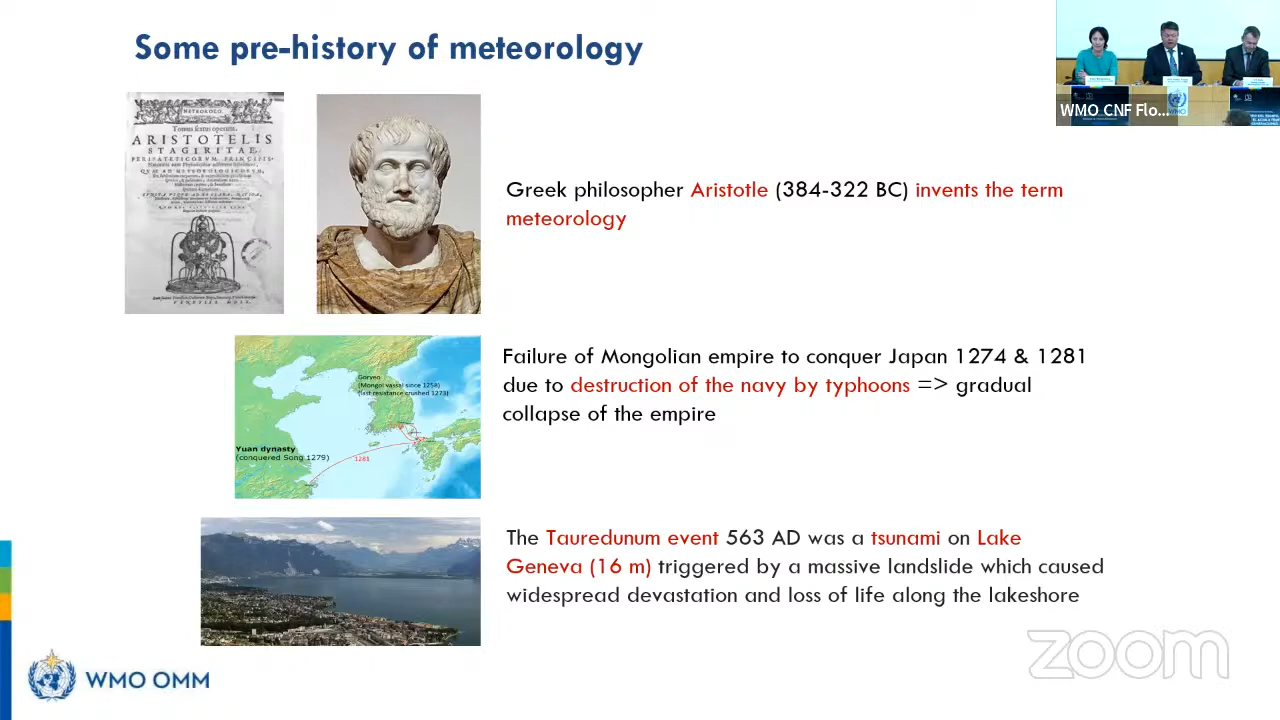 Some pre-history of meteorology
WMO CNF Flo...
METEOROLO.
Tomus sextus operum.
ARISTOTELIS
STAGIRITAE,
Greek philosopher Aristotle (384-322 BC) invents the term
meteorology
Goryeo
(Mongol vassal since 1258)
(last resistance crushed 1273)
Yuan dynasty
(conquered Song 1279)
1281
Failure of Mongolian empire to conquer Japan 1274 & 1281
due to destruction of the navy by typhoons => gradual
collapse of the empire
The Tauredunum event 563 AD was a tsunami on Lake
Geneva (16 m) triggered by a massive landslide which caused
widespread devastation and loss of life along the lakeshore
WMO OMM
zoom